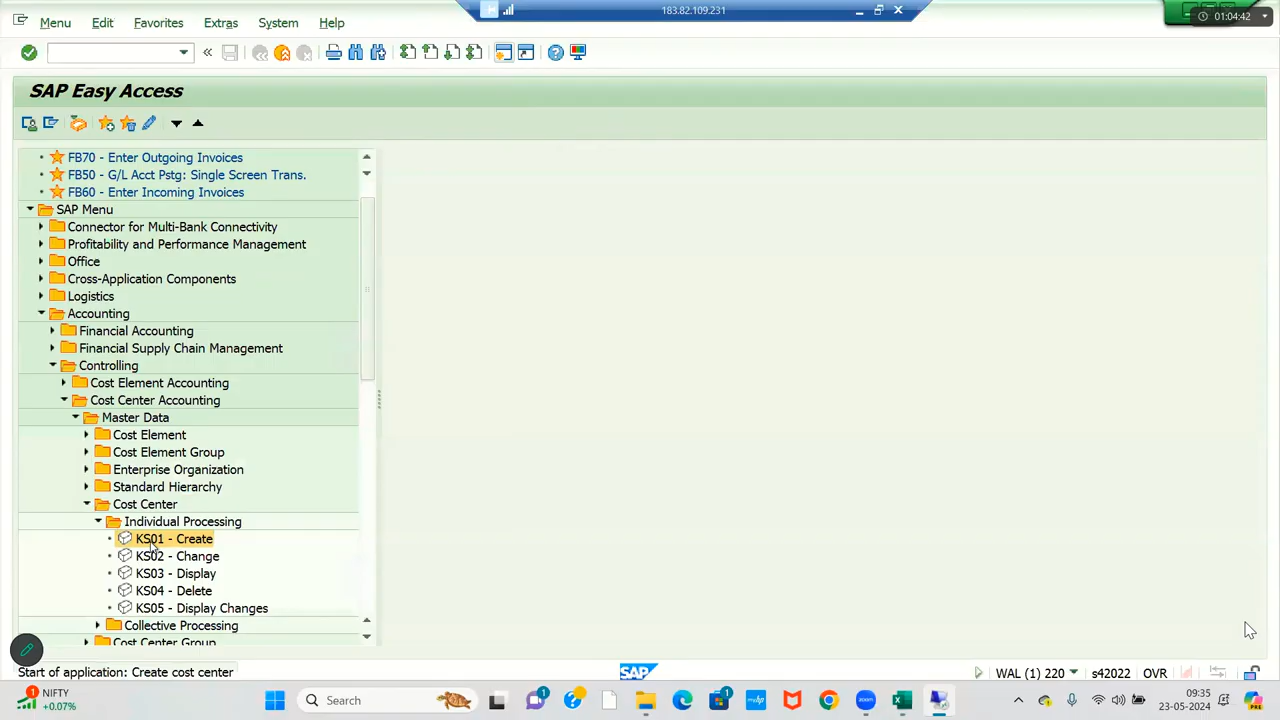 183.82.109.231
01:04:42
Menu Edit Favorites Extras System Help
SAP Easy Access
FB70 - Enter Outgoing Invoices
FB50 - G/L Acct Pstg: Single Screen Trans.
FB60 - Enter Incoming Invoices
SAP Menu
Connector for Multi-Bank Connectivity
Profitability and Performance Management
Office
Cross-Application Components
Logistics
Accounting
Financial Accounting
Financial Supply Chain Management
Controlling
Cost Element Accounting
Cost Center Accounting
Master Data
Cost Element
Cost Element Group
Enterprise Organization
Standard Hierarchy
Cost Center
Individual Processing
KS01 - Create
KS02 - Change
KS03 - Display
KS04 - Delete
KS05 - Display Changes
Collective Processing
Cost Center Group
Start of application: Create cost center
SAP
WAL (1) 220 s42022 OVR
NIFTY
+0.07%
1
Search
1
1
zoom
09:35
23-05-2024